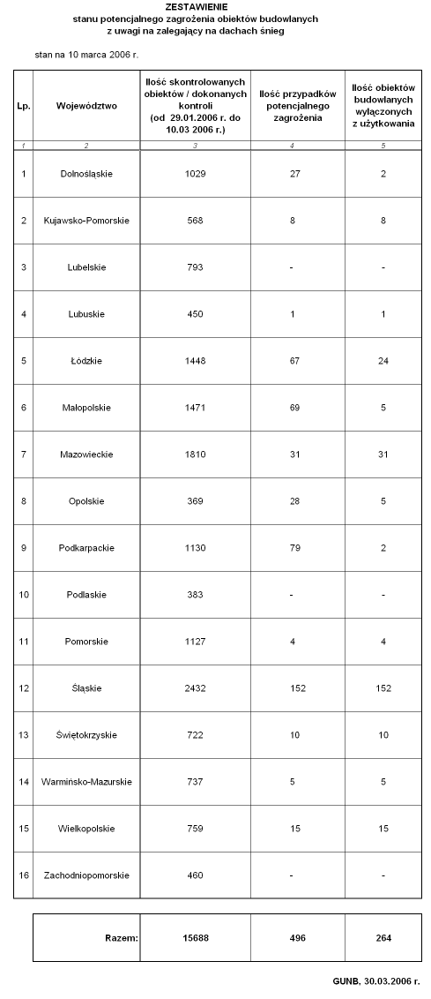 ZESTAWIENIE
stanu potencjalnego zagrożenia obiektów budowlanych
z uwagi na zalegający na dachach śnieg
stan na 10 marca 2006 r.
Lp. Województwo Ilość skontrolowanych obiektów / dokonanych kontroli (od 29.01.2006 r. do 10.03 2006 r.) Ilość przypadków potencjalnego zagrożenia Ilość obiektów budowlanych wyłączonych z użytkowania
1 2 3 4 5
1 Dolnośląskie 1029 27 2
2 Kujawsko-Pomorskie 568 8 8
3 Lubelskie 793 - -
4 Lubuskie 450 1 1
5 Łódzkie 1448 67 24
6 Małopolskie 1471 69 5
7 Mazowieckie 1810 31 31
8 Opolskie 369 28 5
9 Podkarpackie 1130 79 2
10 Podlaskie 383 - -
11 Pomorskie 1127 4 4
12 Śląskie 2432 152 152
13 Świętokrzyskie 722 10 10
14 Warmińsko-Mazurskie 737 5 5
15 Wielkopolskie 759 15 15
16 Zachodniopomorskie 460 - -
Razem: 15688 496 264
GUNB, 30.03.2006 r.